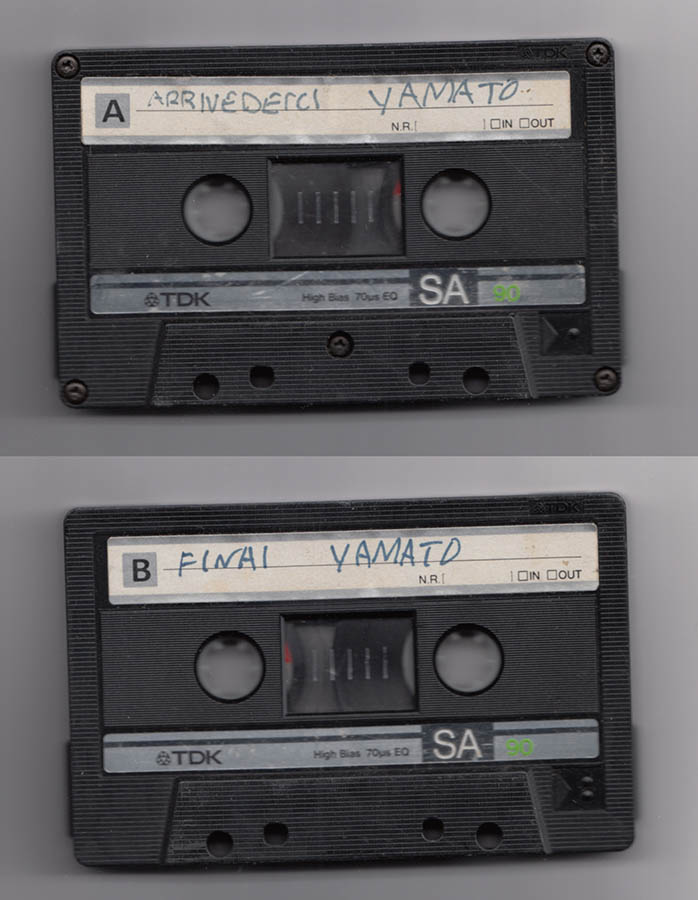 TDK
A ARRIVEDERCI YAMATO..
N.R.[ ] □IN □OUT
TDK High Bias 70µs EQ SA 90
TDK
B FINAl YAMATO
N.R.[ ] □IN □OUT
TDK High Bias 70µs EQ SA 90